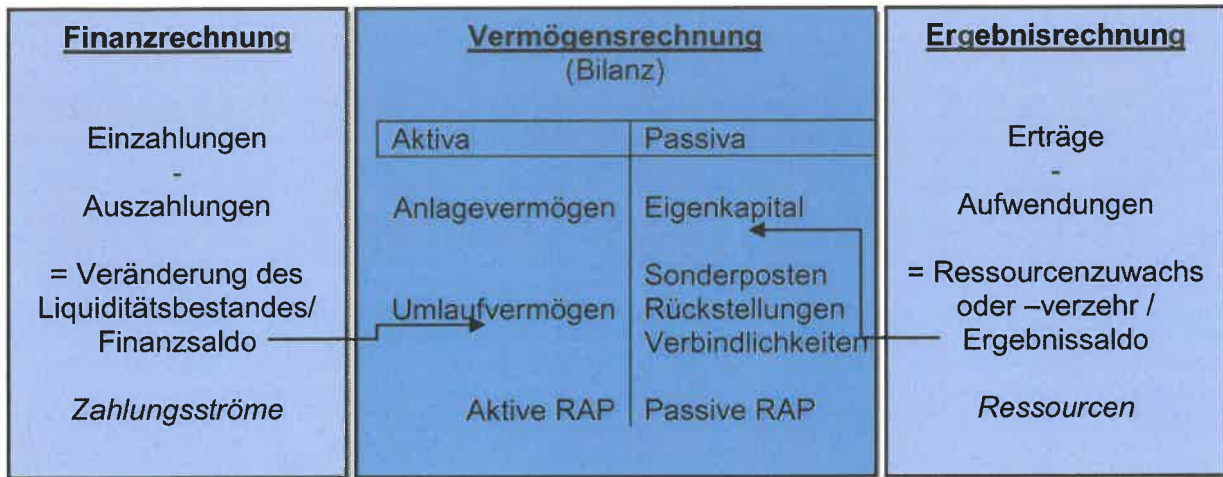 Finanzrechnung
Einzahlungen
-
Auszahlungen
= Veränderung des
Liquiditätsbestandes/
Finanzsaldo
Zahlungsströme
Vermögensrechnung
(Bilanz)
Aktiva Passiva
Anlagevermögen Eigenkapital
Sonderposten
Umlaufvermögen Rückstellungen
Verbindlichkeiten
Aktive RAP Passive RAP
Ergebnisrechnung
Erträge
-
Aufwendungen
= Ressourcenzuwachs
oder –verzehr /
Ergebnissaldo
Ressourcen